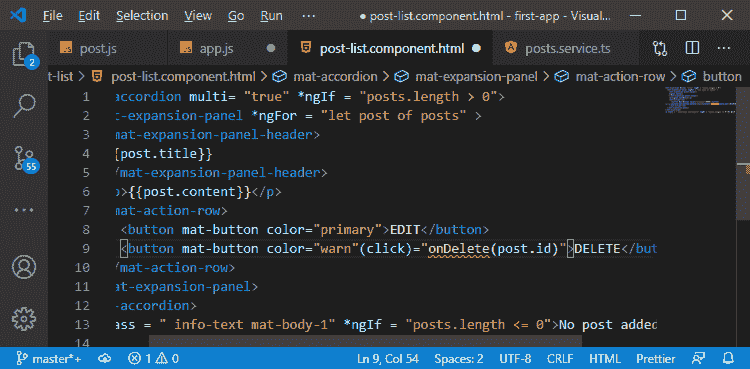 File Edit View Go Run ··· post-list.component.html - first-app - Visual...
post.js app.js post-list.component.html posts.service.ts ···
t-list > post-list.component.html > mat-accordion > mat-expansion-panel > mat-action-row > button
1 accordion multi= "true" *ngIf = "posts.length > 0">
2 t-expansion-panel *ngFor = "let post of posts" >
3 mat-expansion-panel-header>
4 {post.title}}
5 /mat-expansion-panel-header>
6 p>{{post.content}}</p>
7 mat-action-row>
8 <button mat-button color="primary">EDIT</button>
9 <button mat-button color="warn"(click)="onDelete(post.id)">DELETE</but
10 /mat-action-row>
11 at-expansion-panel>
12 -accordion>
13 ass = " info-text mat-body-1" *ngIf = "posts.length <= 0">No post added
14
2
55
master*+ 1 0 Ln 9, Col 54 Spaces: 2 UTF-8 CRLF HTML Prettier